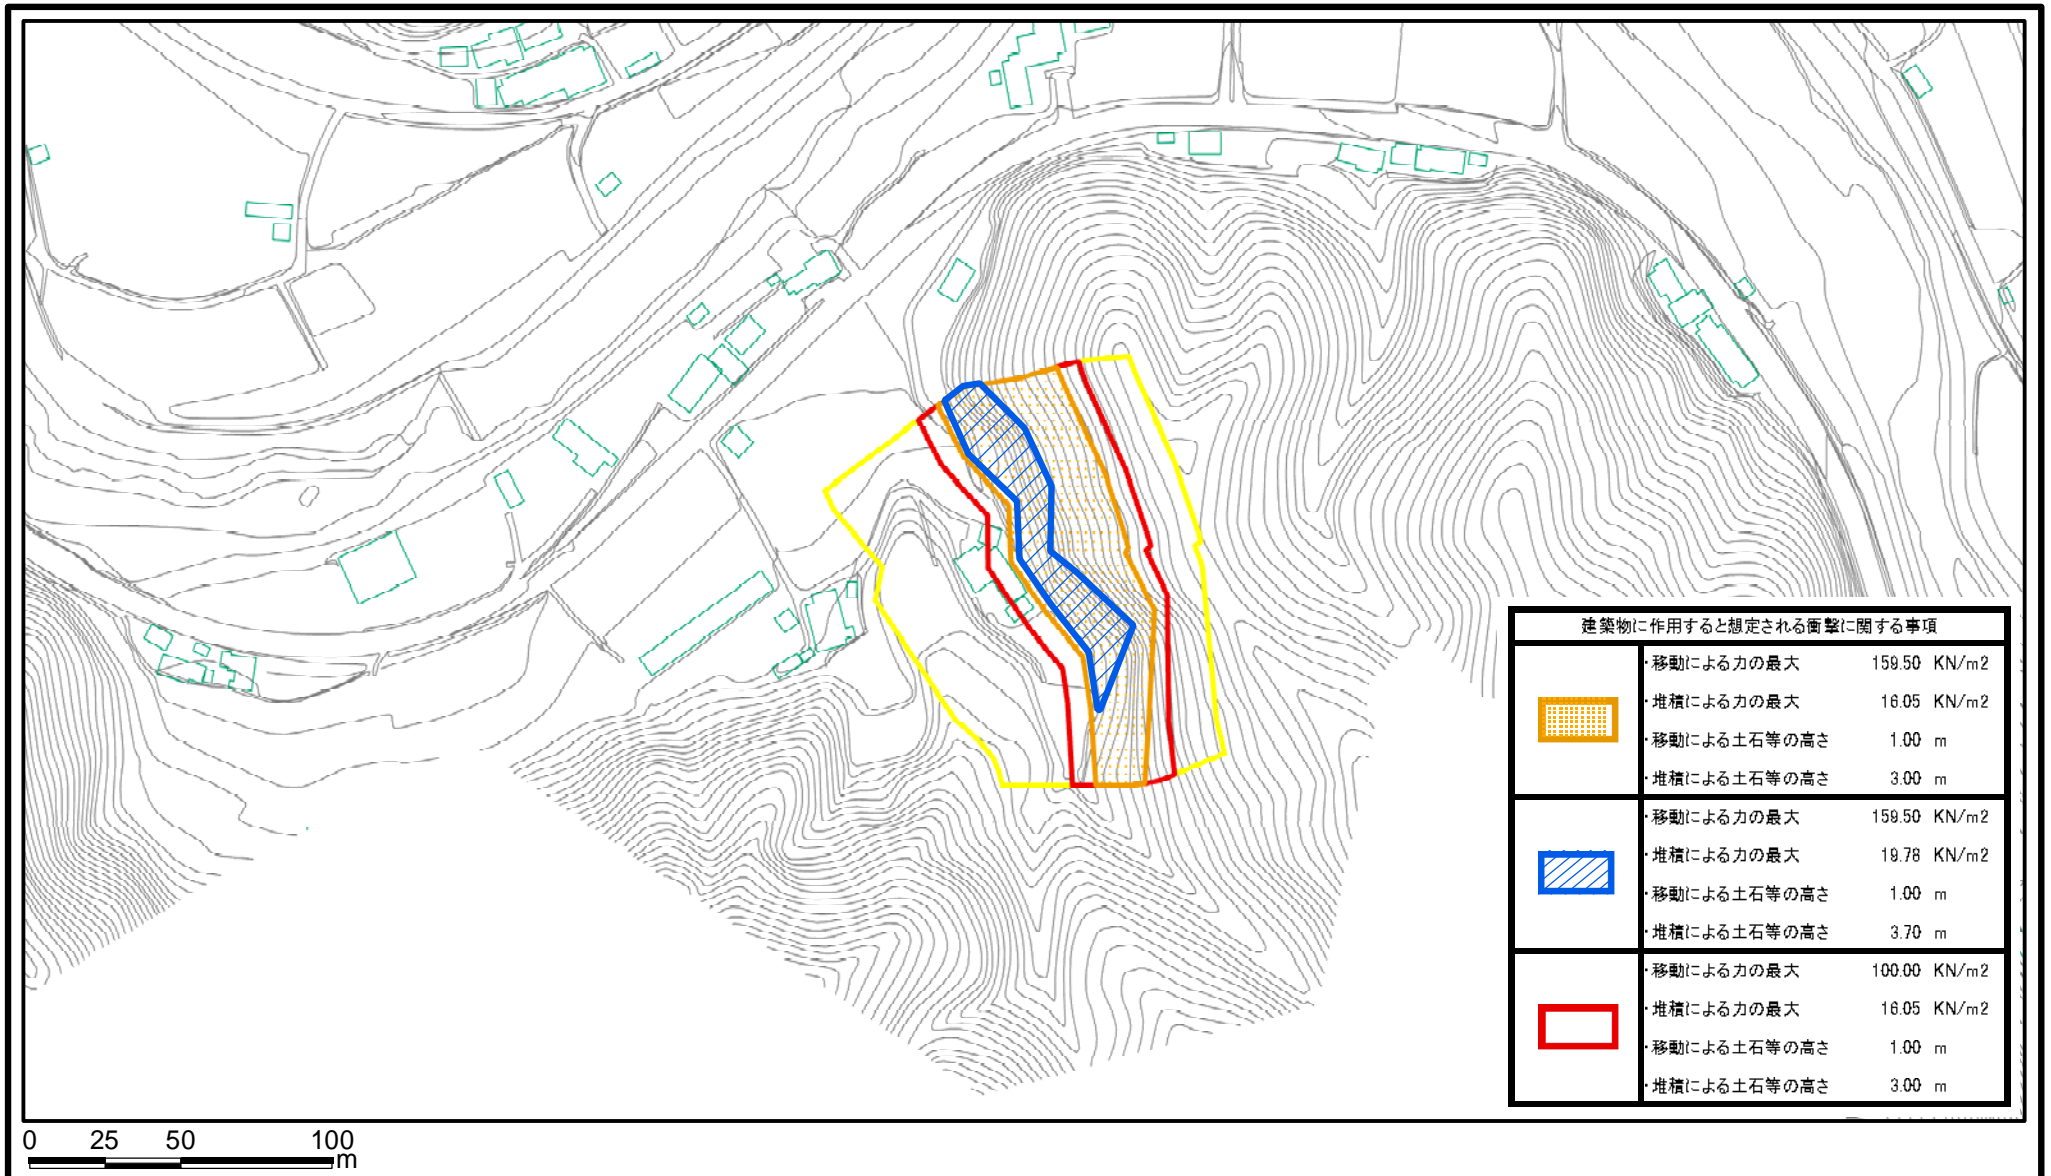 建築物に作用すると想定される衝撃に関する事項
・移動による力の最大 159.50 KN/m2
・堆積による力の最大 16.05 KN/m2
・移動による土石等の高さ 1.00 m
・堆積による土石等の高さ 3.00 m
・移動による力の最大 159.50 KN/m2
・堆積による力の最大 19.78 KN/m2
・移動による土石等の高さ 1.00 m
・堆積による土石等の高さ 3.70 m
・移動による力の最大 100.00 KN/m2
・堆積による力の最大 16.05 KN/m2
・移動による土石等の高さ 1.00 m
・堆積による土石等の高さ 3.00 m
0 25 50 100
m